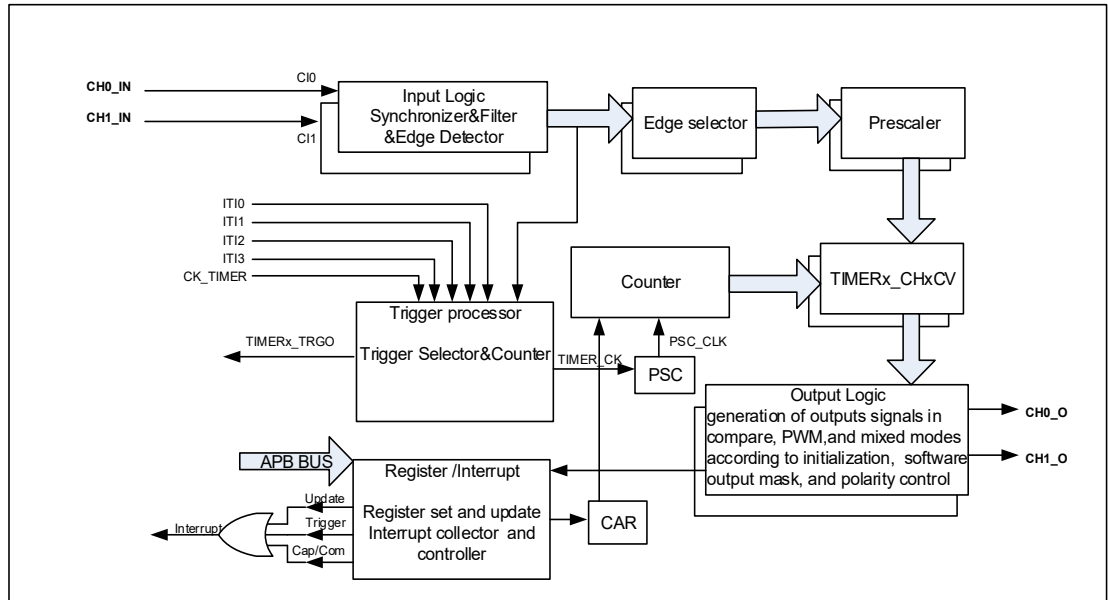 CH0_IN
CI0
CH1_IN
CI1
Input Logic
Synchronizer&Filter
&Edge Detector
Edge selector
Prescaler
ITI0
ITI1
ITI2
ITI3
CK_TIMER
Counter
TIMERx_CHxCV
Trigger processor
Trigger Selector&Counter
TIMERx_TRGO
TIMER_CK
PSC_CLK
PSC
Output Logic
generation of outputs signals in
compare, PWM,and mixed modes
according to initialization, software
output mask, and polarity control
CH0_O
CH1_O
APB BUS
Register /Interrupt
Register set and update
Interrupt collector and
controller
CAR
Update
Trigger
Cap/Com
Interrupt